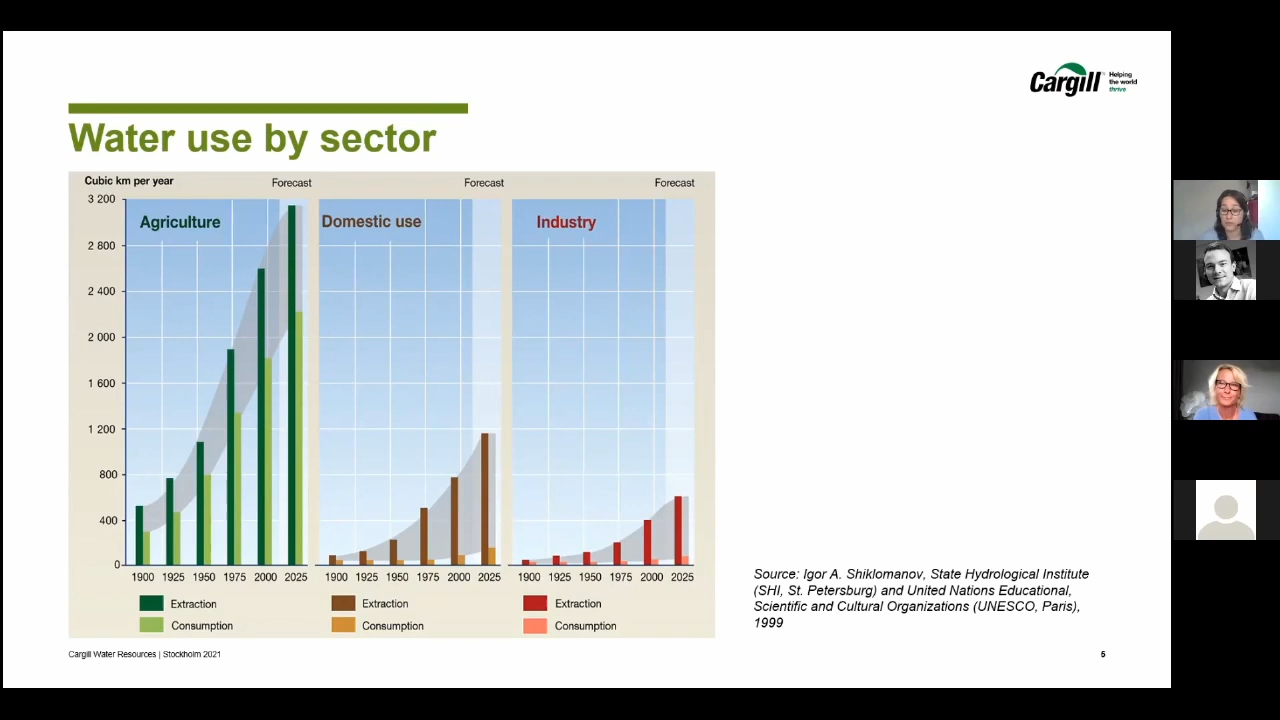 Cargill
Helping
the world
thrive
Water use by sector
Cubic km per year
Forecast
Forecast
Forecast
3 200
2 800
2 400
2 000
1 600
1 200
800
400
0
Agriculture
Domestic use
Industry
1900 1925 1950 1975 2000 2025
1900 1925 1950 1975 2000 2025
1900 1925 1950 1975 2000 2025
Extraction
Consumption
Extraction
Consumption
Extraction
Consumption
Source: Igor A. Shiklomanov, State Hydrological Institute
(SHI, St. Petersburg) and United Nations Educational,
Scientific and Cultural Organizations (UNESCO, Paris),
1999
Cargill Water Resources | Stockholm 2021
5